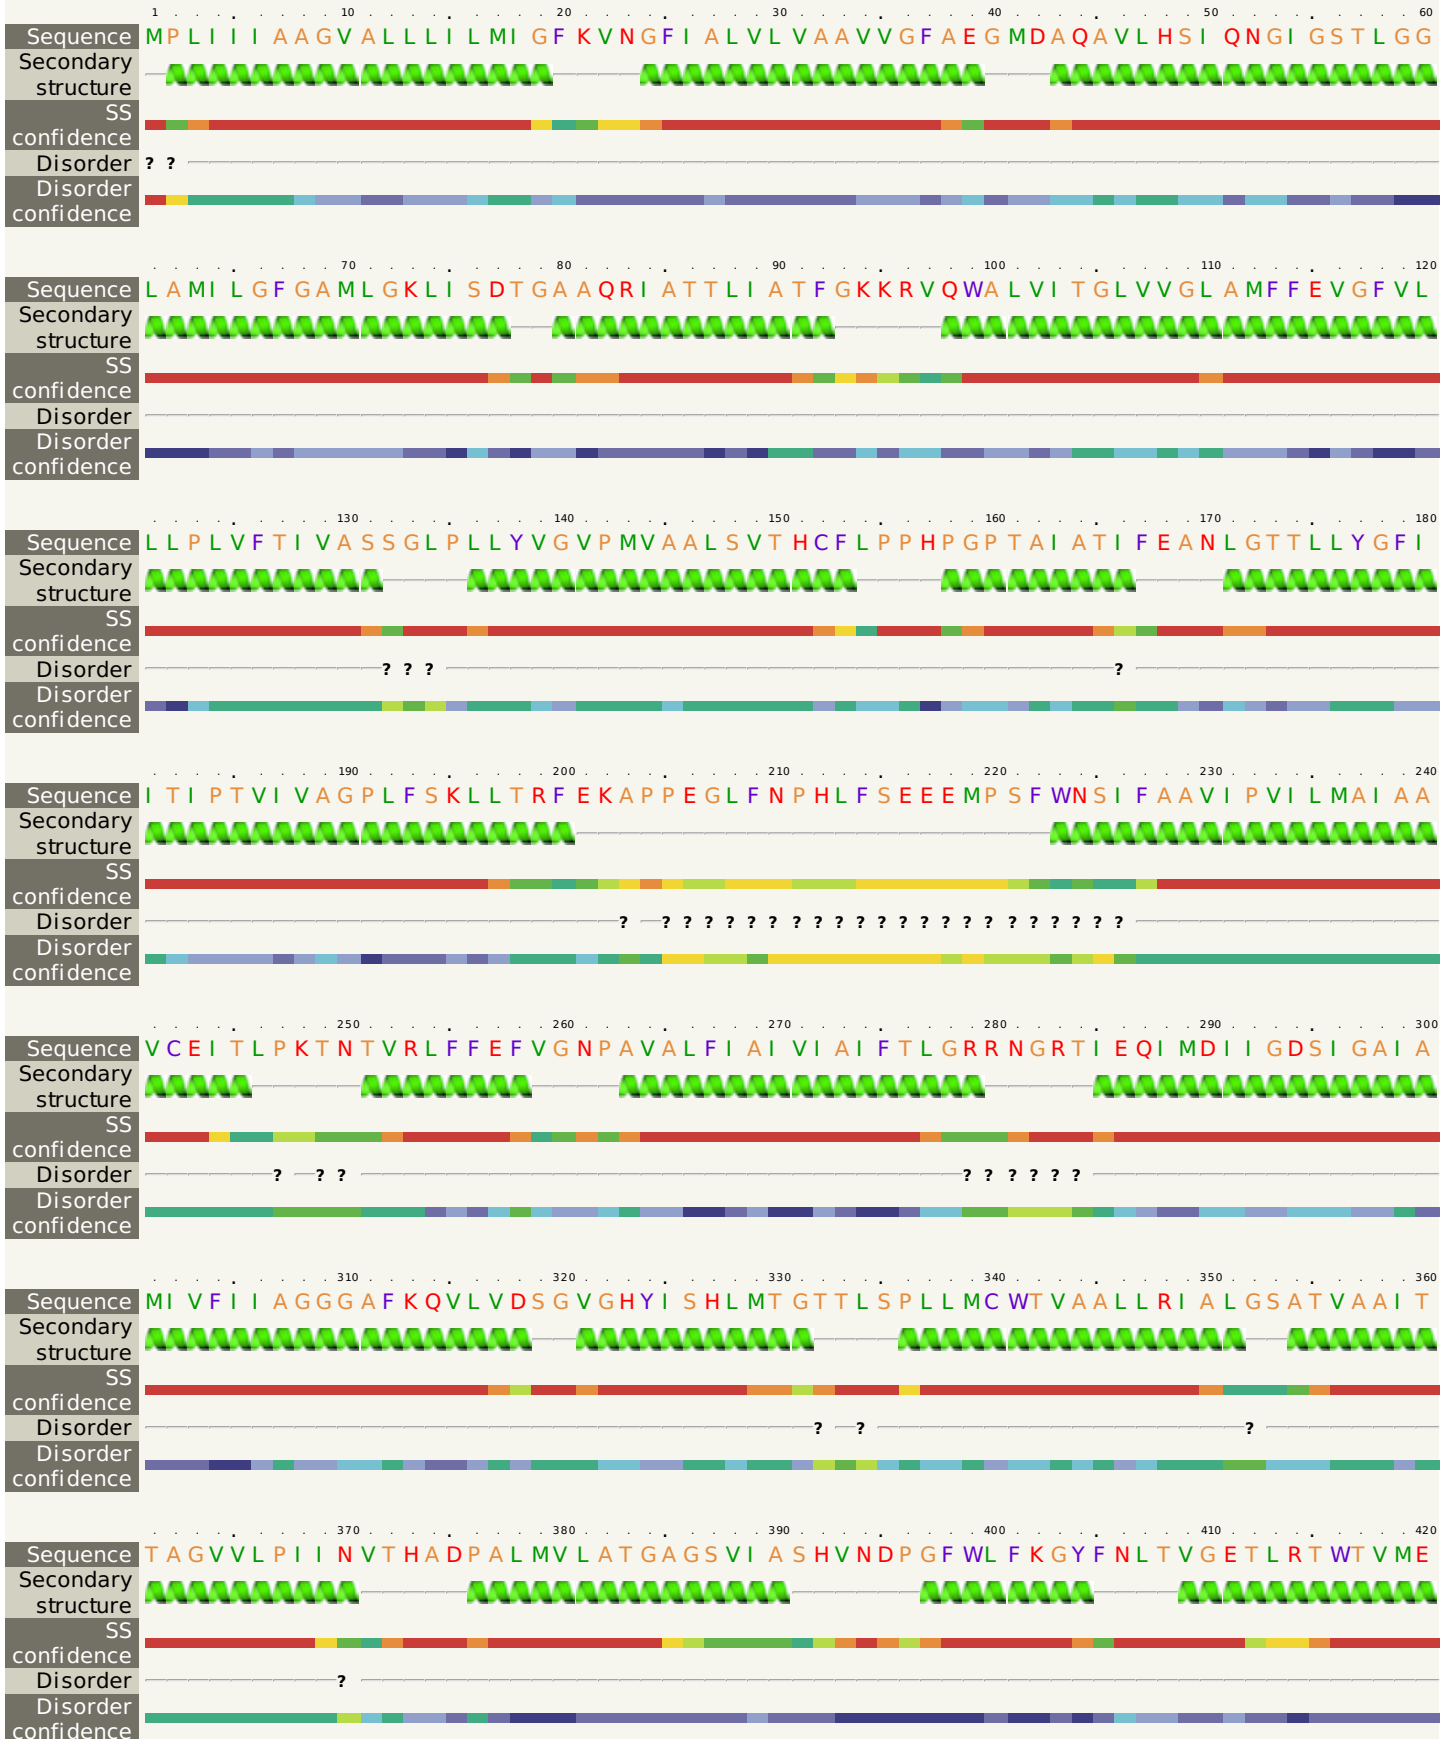 1 10 20 30 40 50 60
Sequence MPLIIIAAGVALLLILMIGFKVNGFIALVLVAAVVGFAEGMDAQAVLHSIQNGIGSTLGG
Secondary
structure
SS
confidence
Disorder ? ?
Disorder
confidence
70 80 90 100 110 120
Sequence LAMILGFGAMLGKLISDTGAAQRIATTLIATFGKKRVQWALVITGLVVGLAMFFEVGFVL
Secondary
structure
SS
confidence
Disorder
Disorder
confidence
130 140 150 160 170 180
Sequence LLPLVFTIVASSGLPLLYVGVPMVAALSVTHCFLPPHPGPTAIATIFEANLGTTLLYGFI
Secondary
structure
SS
confidence
Disorder ? ? ? ?
Disorder
confidence
190 200 210 220 230 240
Sequence ITIPTVIVAGPLFSKLLTRFEKAPPEGLFNPHLFSEEEMPSFWNSIFAAVIPVILMAIAA
Secondary
structure
SS
confidence
Disorder ? ? ? ? ? ? ? ? ? ? ? ? ? ? ? ? ? ? ? ? ? ? ?
Disorder
confidence
250 260 270 280 290 300
Sequence VCEITLPKTNTVRLFFEFVGNPAVALFIAIVIAIFTLGRRNGRTIEQIMDIIGDSIGAIA
Secondary
structure
SS
confidence
Disorder ? ? ? ? ? ? ? ? ?
Disorder
confidence
310 320 330 340 350 360
Sequence MIVFIIAGGGAFKQVLVDSGVGHYISHLMTGTTLSPLLMCWTVAALLRIALGSATVAAIT
Secondary
structure
SS
confidence
Disorder ? ? ?
Disorder
confidence
370 380 390 400 410 420
Sequence TAGVVLPIINVTHADPALMVLATGAGSVIASHVNDPGFWLFKGYFNLTVGETLRTWTVME
Secondary
structure
SS
confidence
Disorder ?
Disorder
confidence